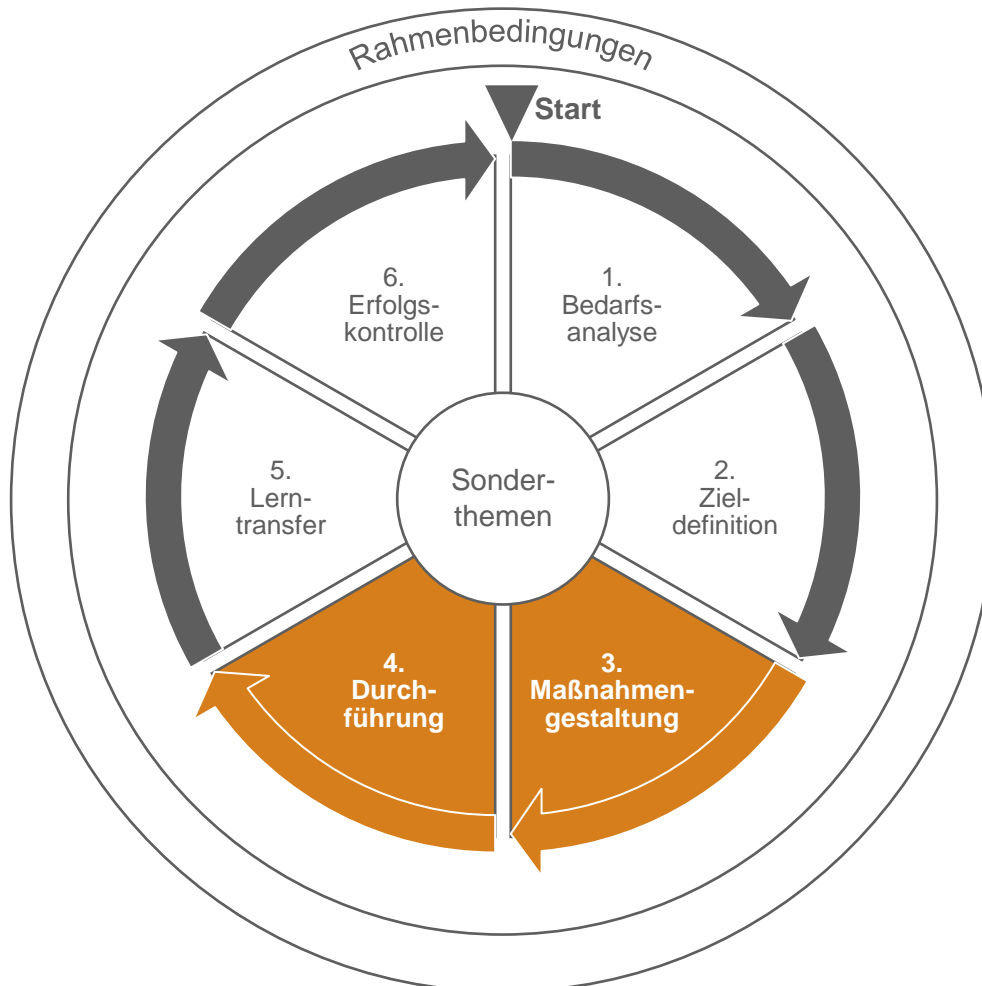 Rahmenbedingungen
Start
1.
Bedarfs-
analyse
2.
Ziel-
definition
3.
Maßnahmen-
gestaltung
4.
Durch-
führung
5.
Lern-
transfer
6.
Erfolgs-
kontrolle
Sonder-
themen